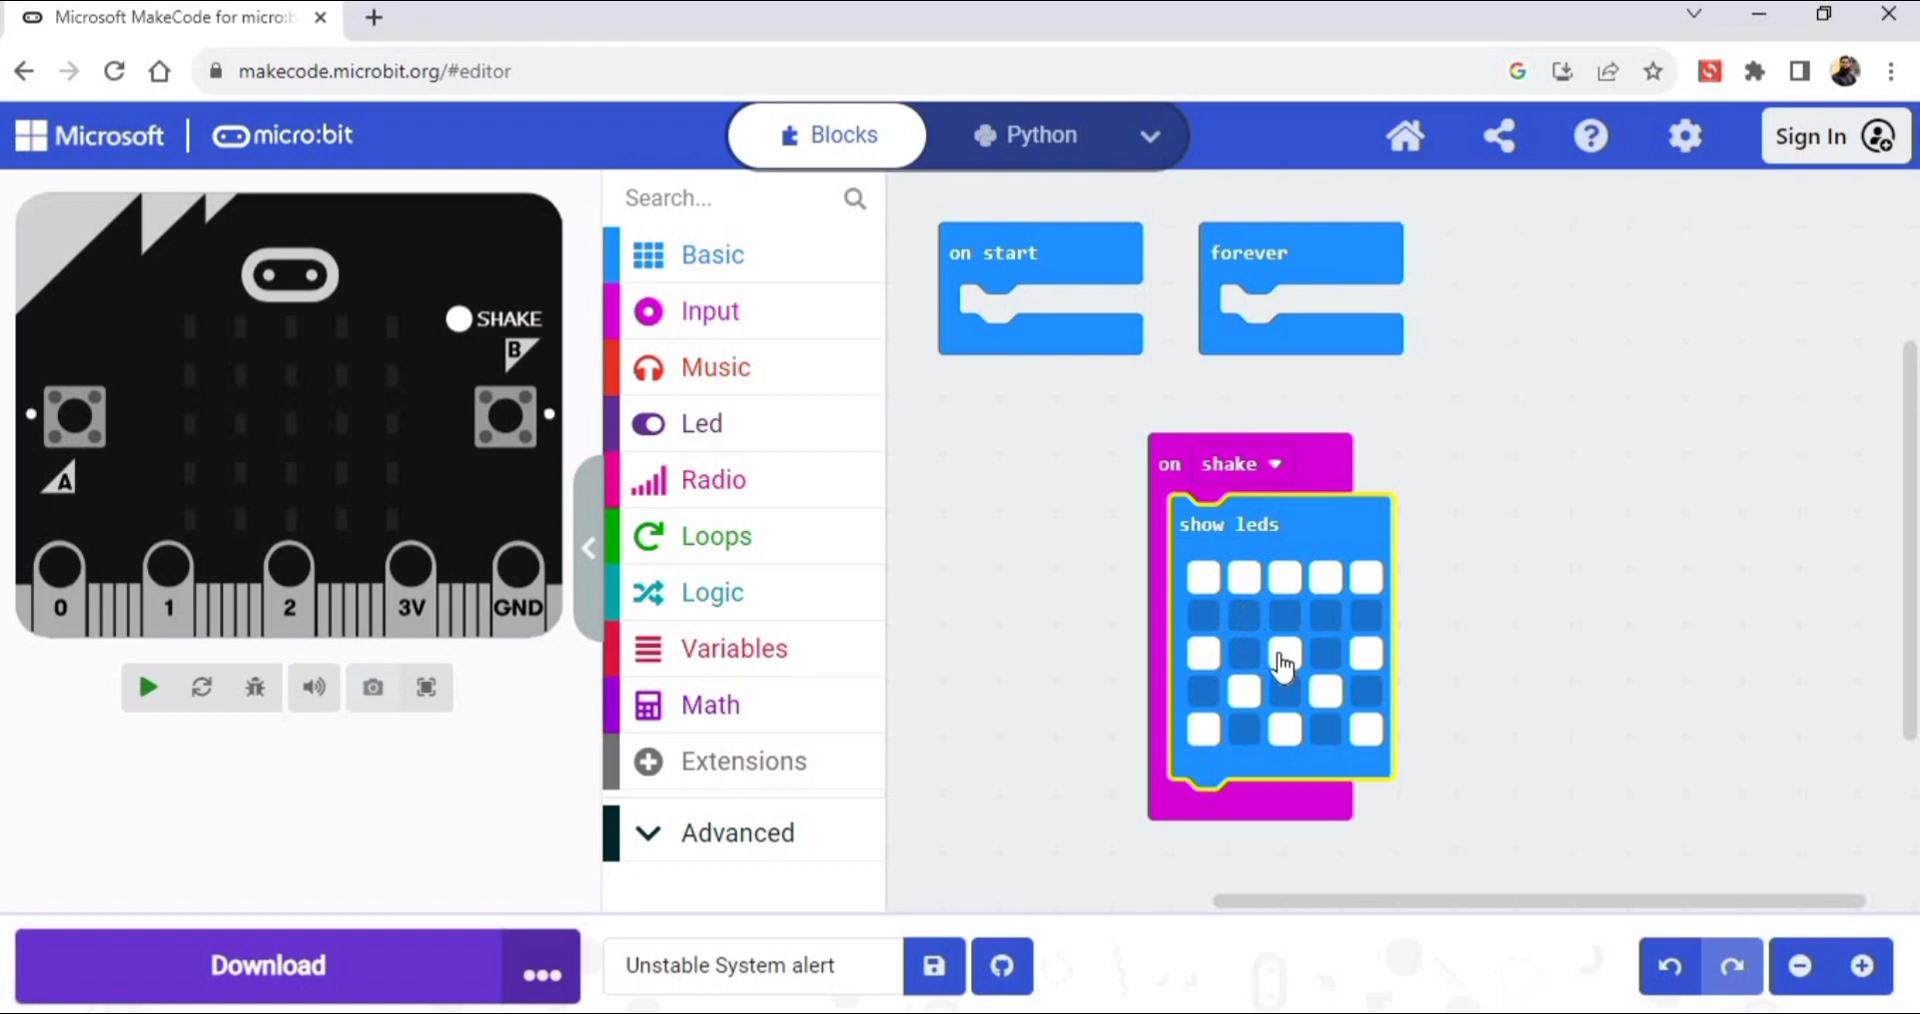 Microsoft MakeCode for micro:b
makecode.microbit.org/#editor
Microsoft
micro:bit
Blocks
Python
Sign In
SHAKE
B
A
0
1
2
3V
GND
Search...
Basic
Input
Music
Led
Radio
Loops
Logic
Variables
Math
Extensions
Advanced
on start
forever
on shake
show leds
Download
Unstable System alert